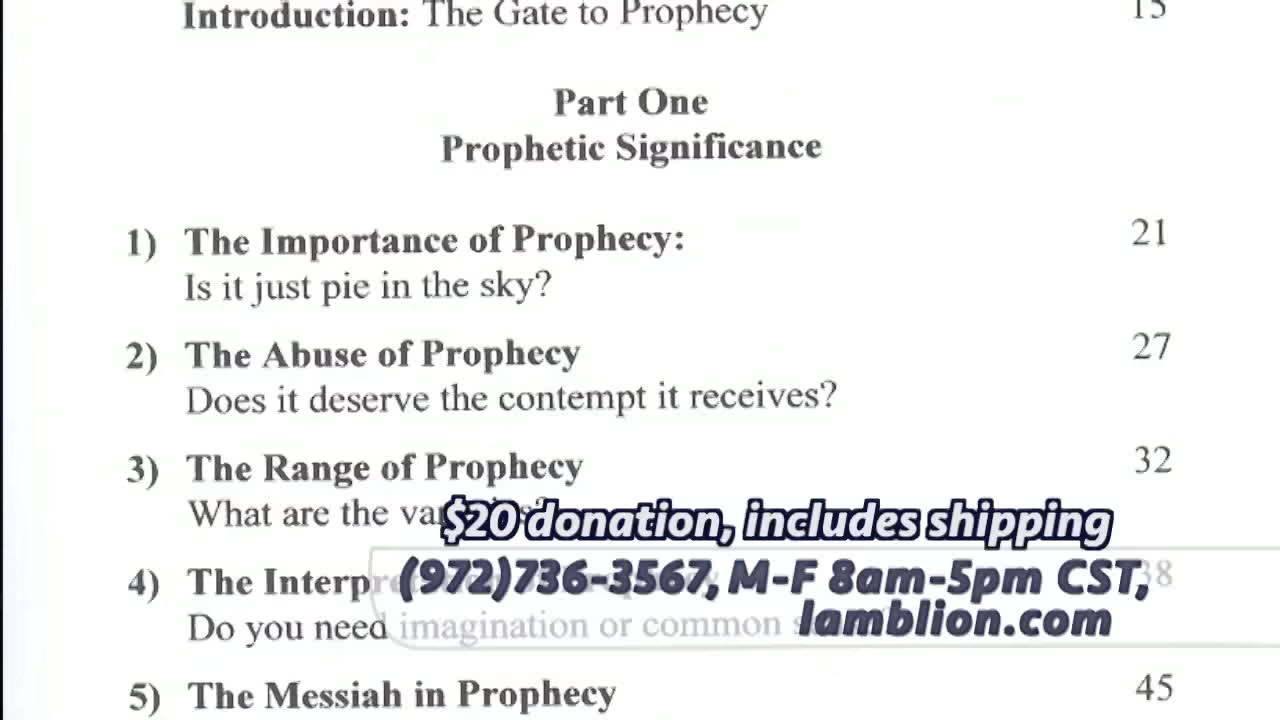 Introduction: The Gate to Prophecy 15
Part One
Prophetic Significance
1) The Importance of Prophecy: 21
Is it just pie in the sky?
2) The Abuse of Prophecy 27
Does it deserve the contempt it receives?
3) The Range of Prophecy 32
What are the
$20 donation, includes shipping
4) The 38
(972)736-3567, M-F 8am-5pm CST,
Do you need imagination or common
lamblion.com
5) The Messiah in Prophecy 45